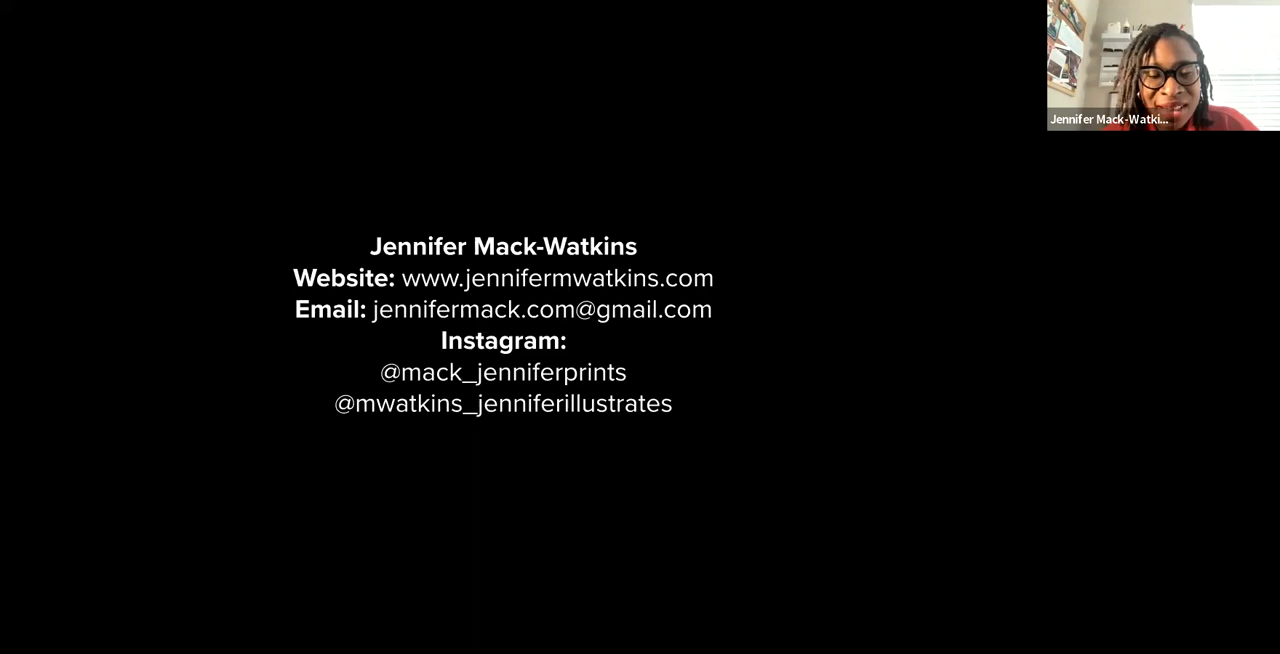 Jennifer Mack-Watki...
Jennifer Mack-Watkins
Website: www.jennifermwatkins.com
Email: jennifermack.com@gmail.com
Instagram:
@mack_jenniferprints
@mwatkins_jenniferillustrates